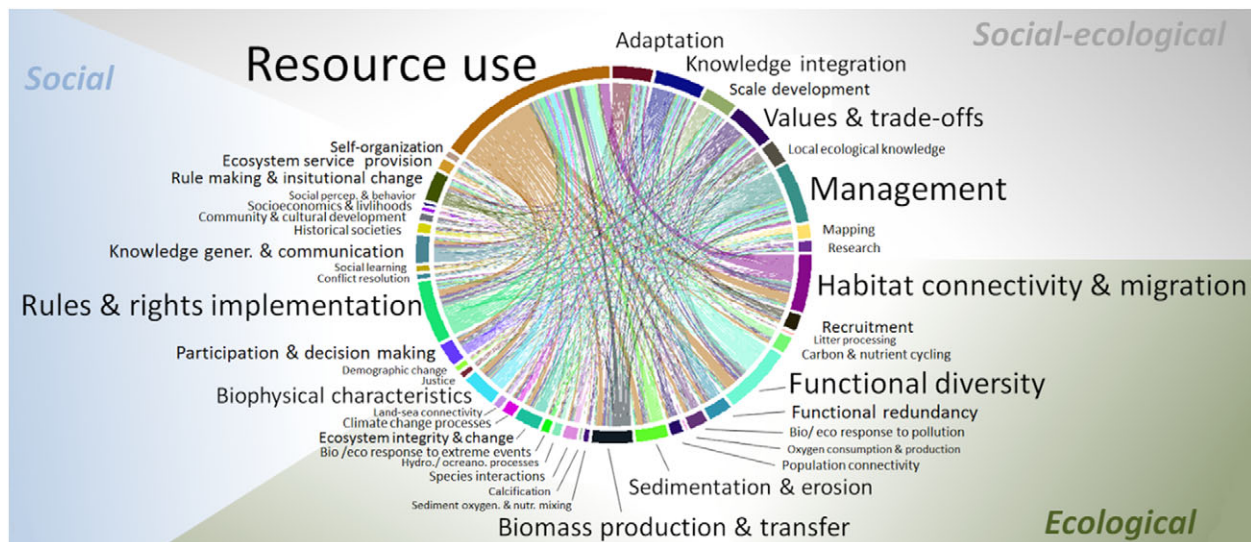 Social
Social-ecological
Resource use
Adaptation
Knowledge integration
Scale development
Values & trade-offs
Local ecological knowledge
Management
Mapping
Research
Habitat connectivity & migration
Recruitment
Litter processing
Carbon & nutrient cycling
Functional diversity
Functional redundancy
Bio/ eco response to pollution
Oxygen consumption & production
Population connectivity
Sedimentation & erosion
Biomass production & transfer
Self-organization
Ecosystem service provision
Rule making & insitutional change
Social percep. & behavior
Socioeconomics & livlihoods
Community & cultural development
Historical societies
Knowledge gener. & communication
Social learning
Conflict resolution
Rules & rights implementation
Participation & decision making
Demographic change
Justice
Biophysical characteristics
Land-sea connectivity
Climate change processes
Ecosystem integrity & change
Bio /eco response to extreme events
Hydro./ ocreano. processes
Species interactions
Calcification
Sediment oxygen. & nutr. mixing
Ecological